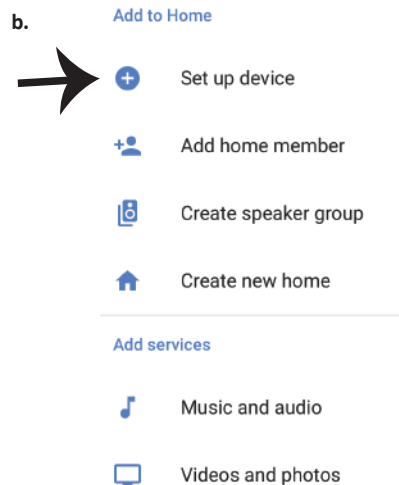 b.
Add to Home
Set up device
Add home member
Create speaker group
Create new home
Add services
Music and audio
Videos and photos